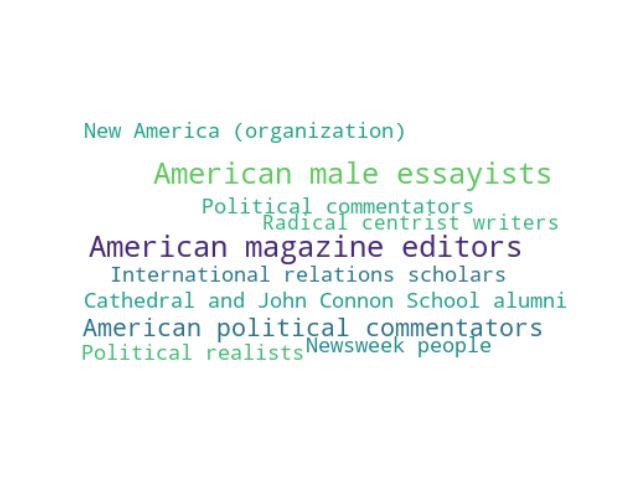 New America (organization)
American male essayists
Political commentators
Radical centrist writers
American magazine editors
International relations scholars
Cathedral and John Connon School alumni
American political commentators
Newsweek people
Political realists